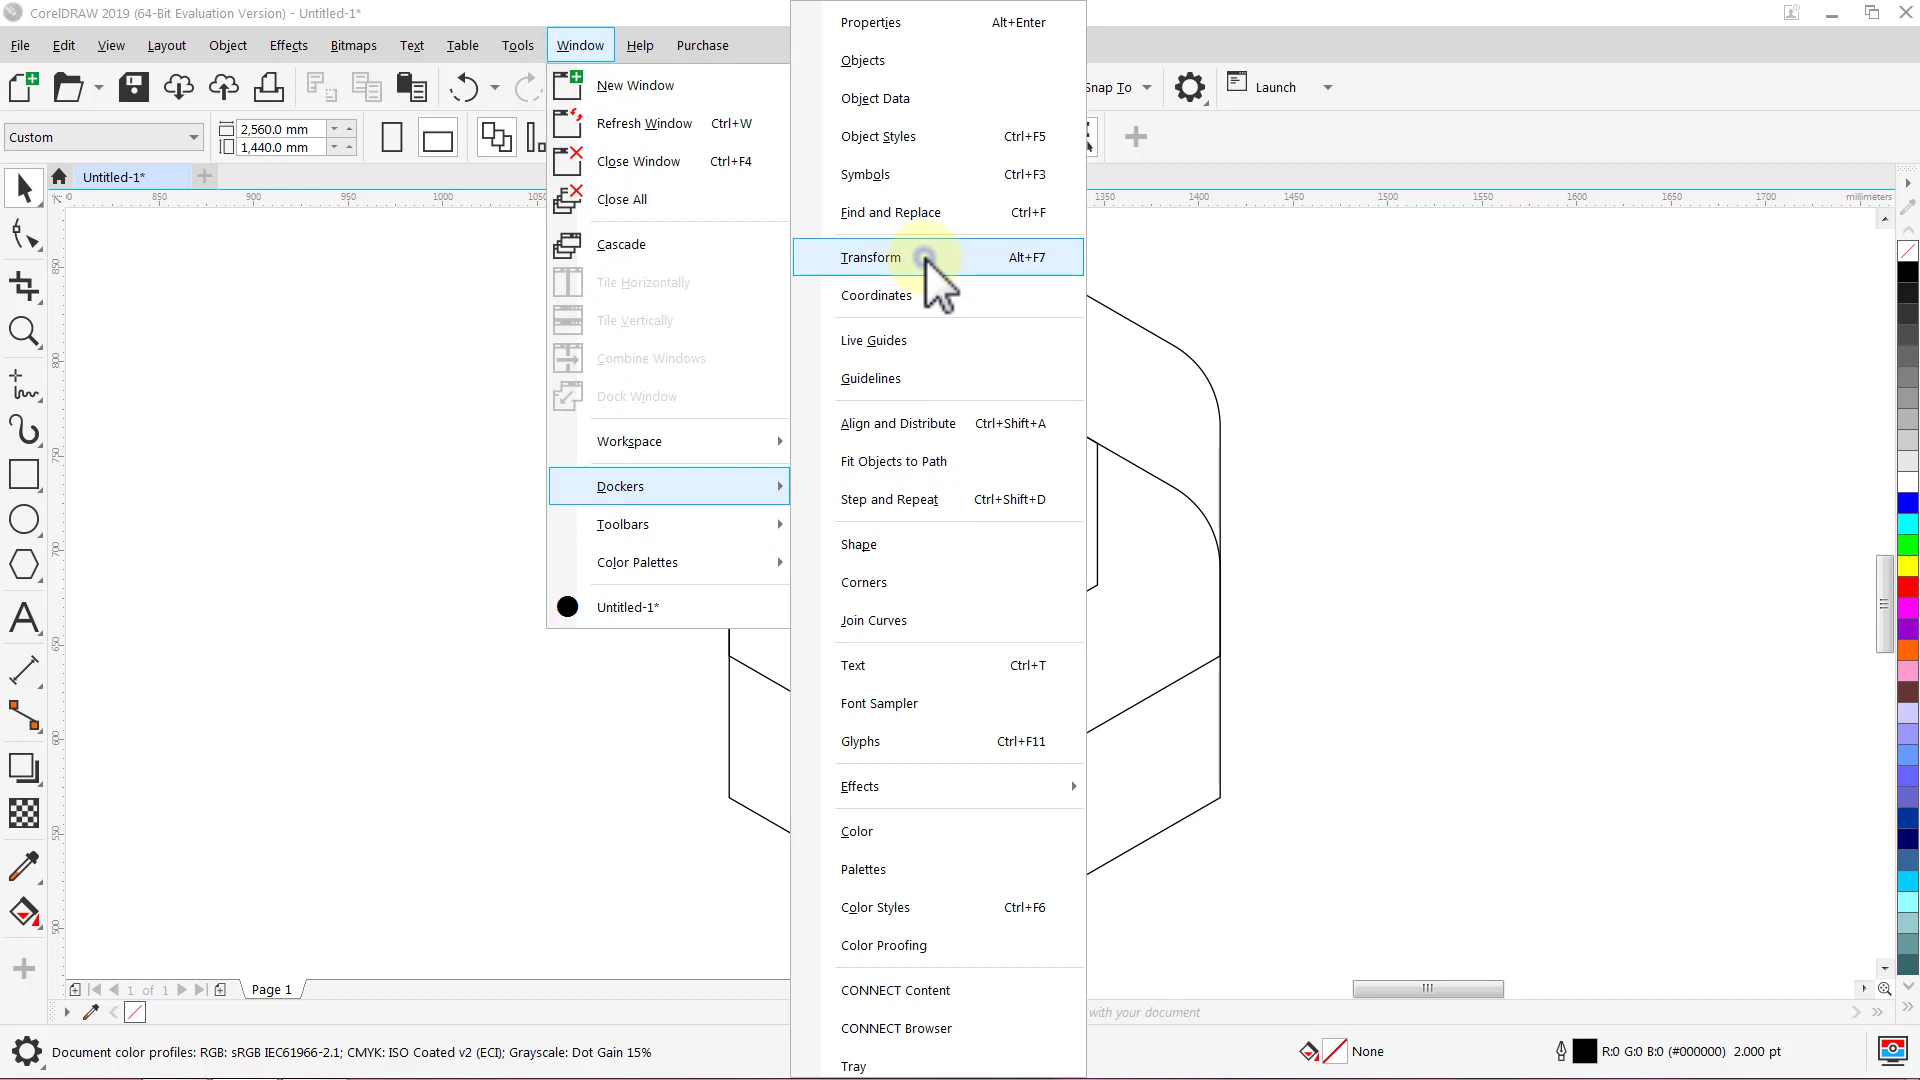 CorelDRAW 2019 (64-Bit Evaluation Version) - Untitled-1*
File Edit View Layout Object Effects Bitmaps Text Table Tools Window Help Purchase
Snap To Launch
Custom
2,560.0 mm
1,440.0 mm
Untitled-1*
New Window
Refresh Window Ctrl+W
Close Window Ctrl+F4
Close All
Cascade
Tile Horizontally
Tile Vertically
Combine Windows
Dock Window
Workspace
Dockers
Toolbars
Color Palettes
Untitled-1*
Properties Alt+Enter
Objects
Object Data
Object Styles Ctrl+F5
Symbols Ctrl+F3
Find and Replace Ctrl+F
Transform Alt+F7
Coordinates
Live Guides
Guidelines
Align and Distribute Ctrl+Shift+A
Fit Objects to Path
Step and Repeat Ctrl+Shift+D
Shape
Corners
Join Curves
Text Ctrl+T
Font Sampler
Glyphs Ctrl+F11
Effects
Color
Palettes
Color Styles Ctrl+F6
Color Proofing
CONNECT Content
CONNECT Browser
Tray
850 900 950 1000 1050 1350 1400 1450 1500 1550 1600 1650 1700 millimeters
850
800
750
700
650
600
550
500
1 of 1 Page 1
with your document
Document color profiles: RGB: sRGB IEC61966-2.1; CMYK: ISO Coated v2 (ECI); Grayscale: Dot Gain 15% None R:0 G:0 B:0 (#000000) 2.000 pt